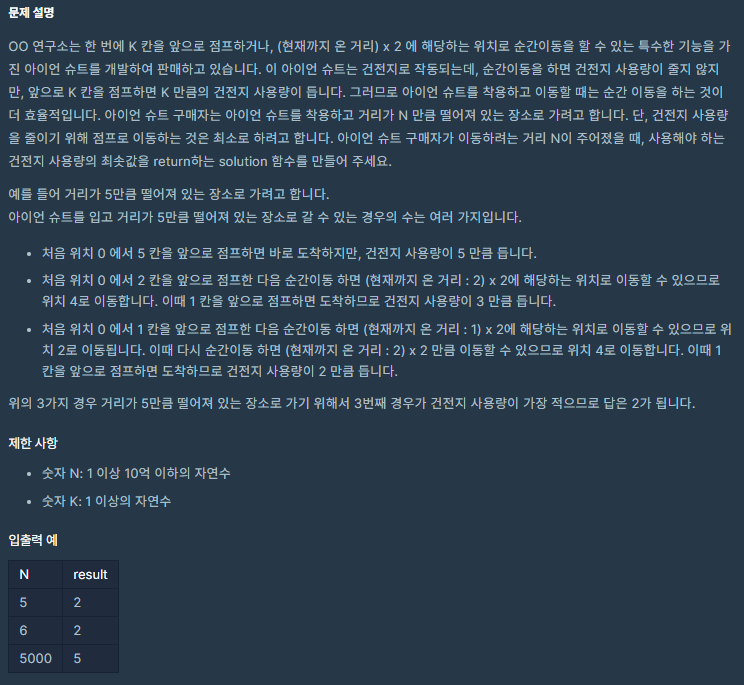 문제 설명
OO 연구소는 한 번에 K 칸을 앞으로 점프하거나, (현재까지 온 거리) x 2 에 해당하는 위치로 순간이동을 할 수 있는 특수한 기능을 가
진 아이언 슈트를 개발하여 판매하고 있습니다. 이 아이언 슈트는 건전지로 작동되는데, 순간이동을 하면 건전지 사용량이 줄지 않지
만, 앞으로 K 칸을 점프하면 K 만큼의 건전지 사용량이 듭니다. 그러므로 아이언 슈트를 착용하고 이동할 때는 순간 이동을 하는 것이
더 효율적입니다. 아이언 슈트 구매자는 아이언 슈트를 착용하고 거리가 N 만큼 떨어져 있는 장소로 가려고 합니다. 단, 건전지 사용량
을 줄이기 위해 점프로 이동하는 것은 최소로 하려고 합니다. 아이언 슈트 구매자가 이동하려는 거리 N이 주어졌을 때, 사용해야 하는
건전지 사용량의 최솟값을 return하는 solution 함수를 만들어 주세요.
예를 들어 거리가 5만큼 떨어져 있는 장소로 가려고 합니다.
아이언 슈트를 입고 거리가 5만큼 떨어져 있는 장소로 갈 수 있는 경우의 수는 여러 가지입니다.
• 처음 위치 0 에서 5 칸을 앞으로 점프하면 바로 도착하지만, 건전지 사용량이 5 만큼 듭니다.
• 처음 위치 0 에서 2 칸을 앞으로 점프한 다음 순간이동 하면 (현재까지 온 거리 : 2) x 2에 해당하는 위치로 이동할 수 있으므로
위치 4로 이동합니다. 이때 1 칸을 앞으로 점프하면 도착하므로 건전지 사용량이 3 만큼 듭니다.
• 처음 위치 0 에서 1 칸을 앞으로 점프한 다음 순간이동 하면 (현재까지 온 거리 : 1) x 2에 해당하는 위치로 이동할 수 있으므로 위
치 2로 이동됩니다. 이때 다시 순간이동 하면 (현재까지 온 거리 : 2) x 2 만큼 이동할 수 있으므로 위치 4로 이동합니다. 이때 1
칸을 앞으로 점프하면 도착하므로 건전지 사용량이 2 만큼 듭니다.
위의 3가지 경우 거리가 5만큼 떨어져 있는 장소로 가기 위해서 3번째 경우가 건전지 사용량이 가장 적으므로 답은 2가 됩니다.
제한 사항
• 숫자 N: 1 이상 10억 이하의 자연수
• 숫자 K: 1 이상의 자연수
입출력 예
N result
5 2
6 2
5000 5